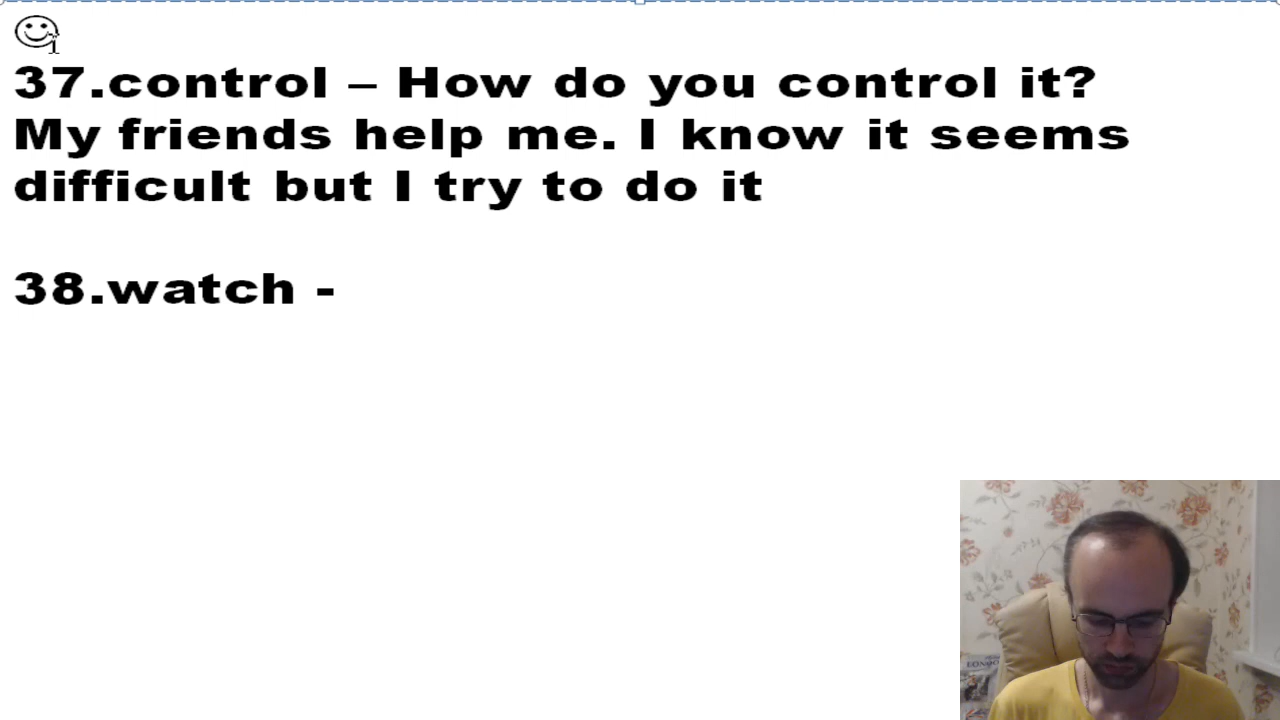 37.control – How do you control it?
My friends help me. I know it seems
difficult but I try to do it
38.watch -